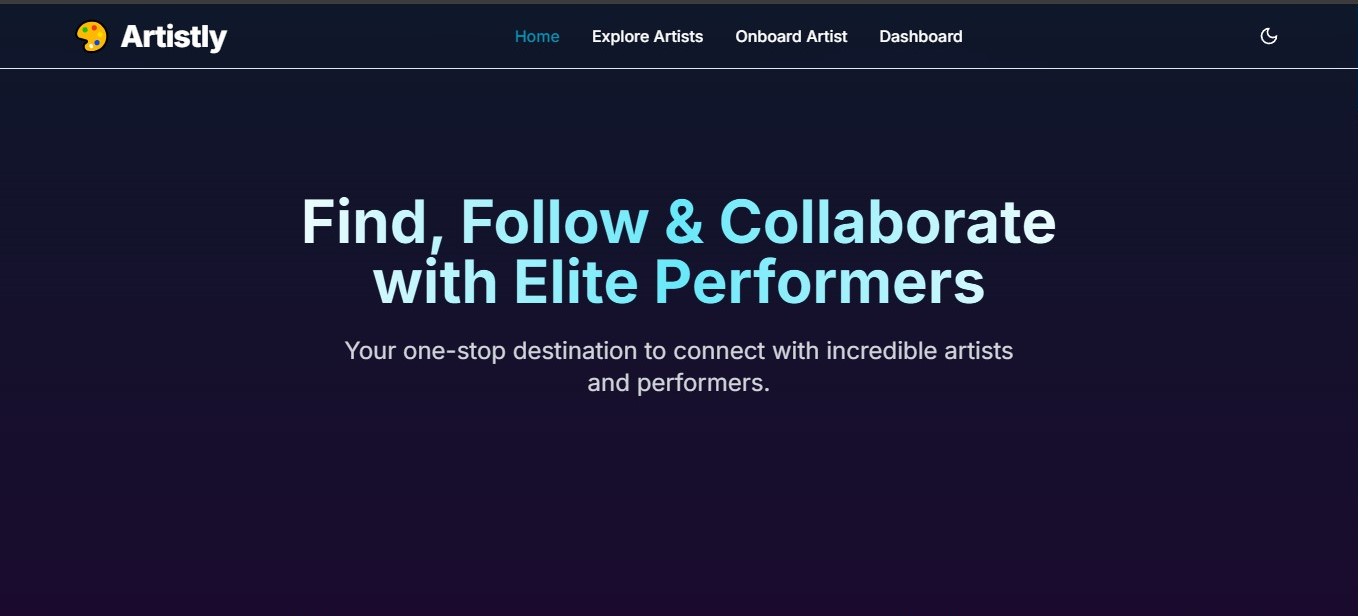 Artistly
Home Explore Artists Onboard Artist Dashboard
Find, Follow & Collaborate
with Elite Performers
Your one-stop destination to connect with incredible artists
and performers.